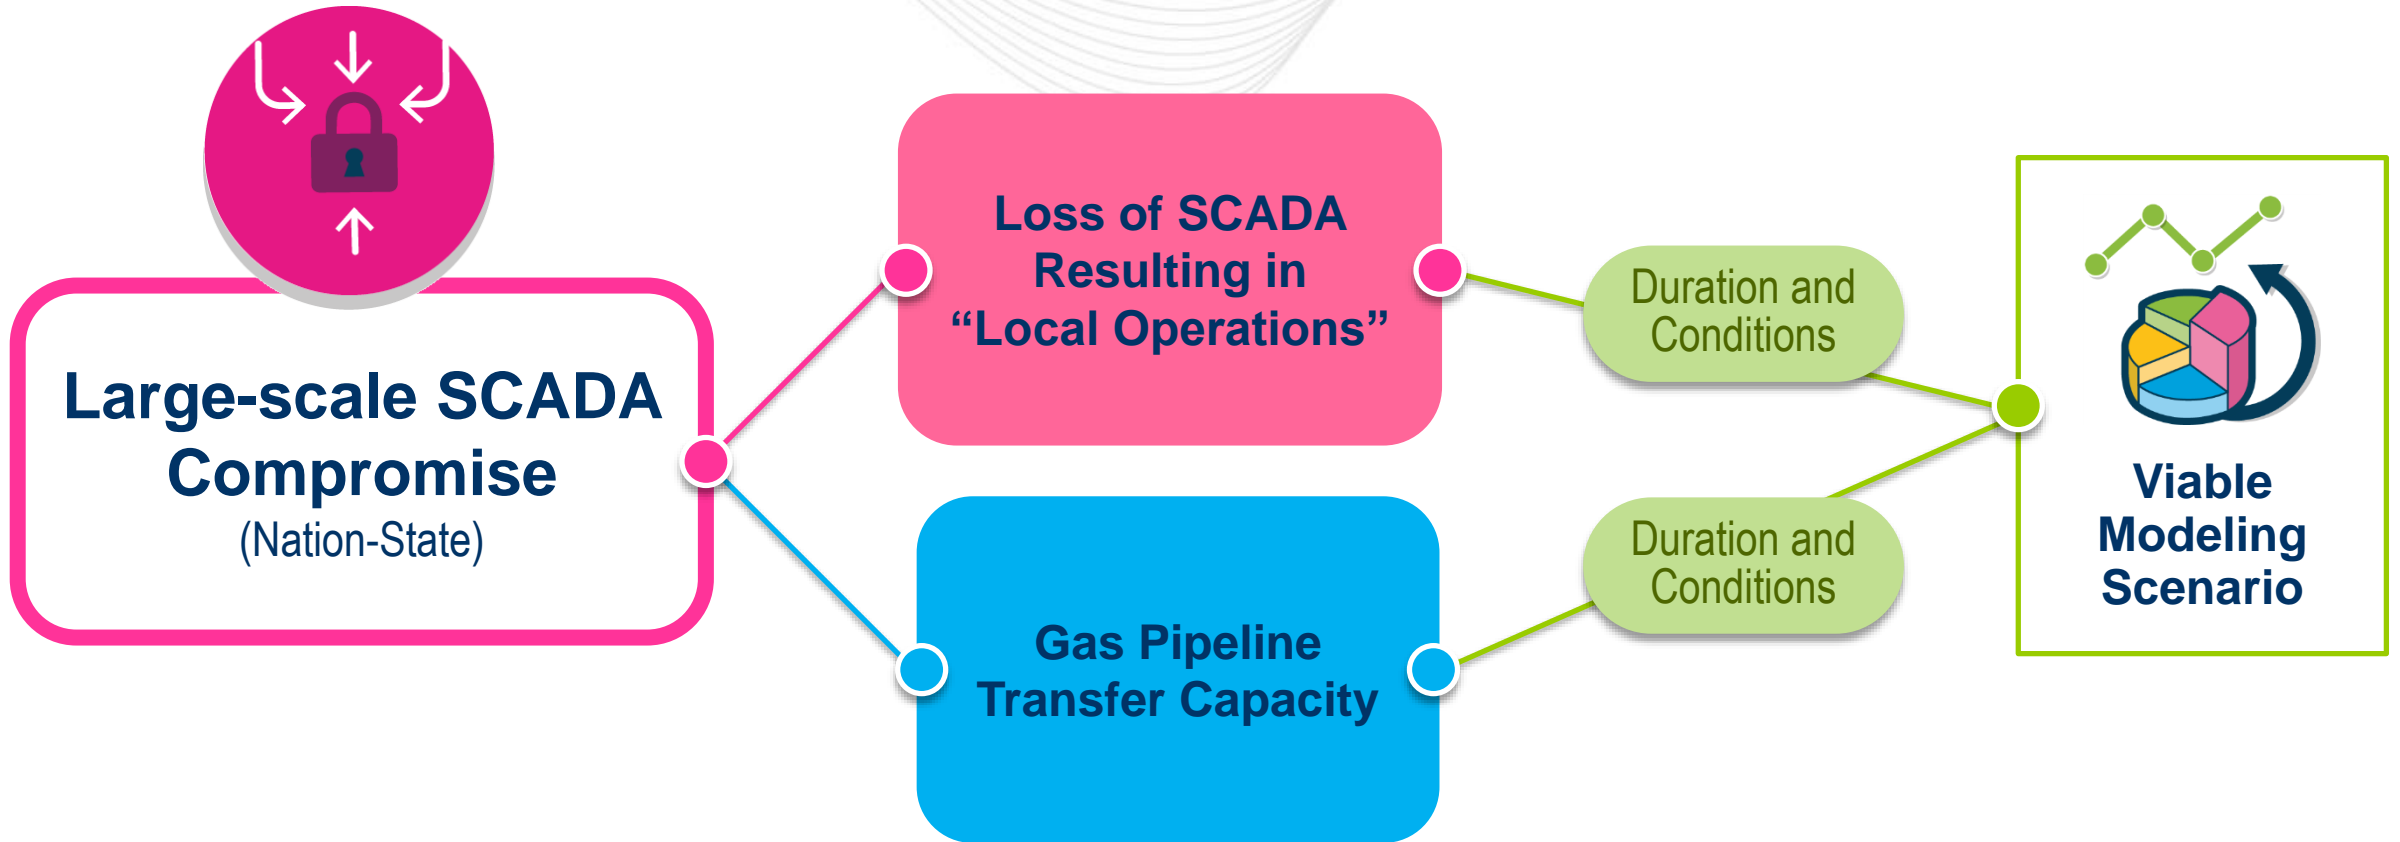 Large-scale SCADA
Compromise
(Nation-State)
Loss of SCADA
Resulting in
“Local Operations”
Gas Pipeline
Transfer Capacity
Duration and
Conditions
Duration and
Conditions
Viable
Modeling
Scenario